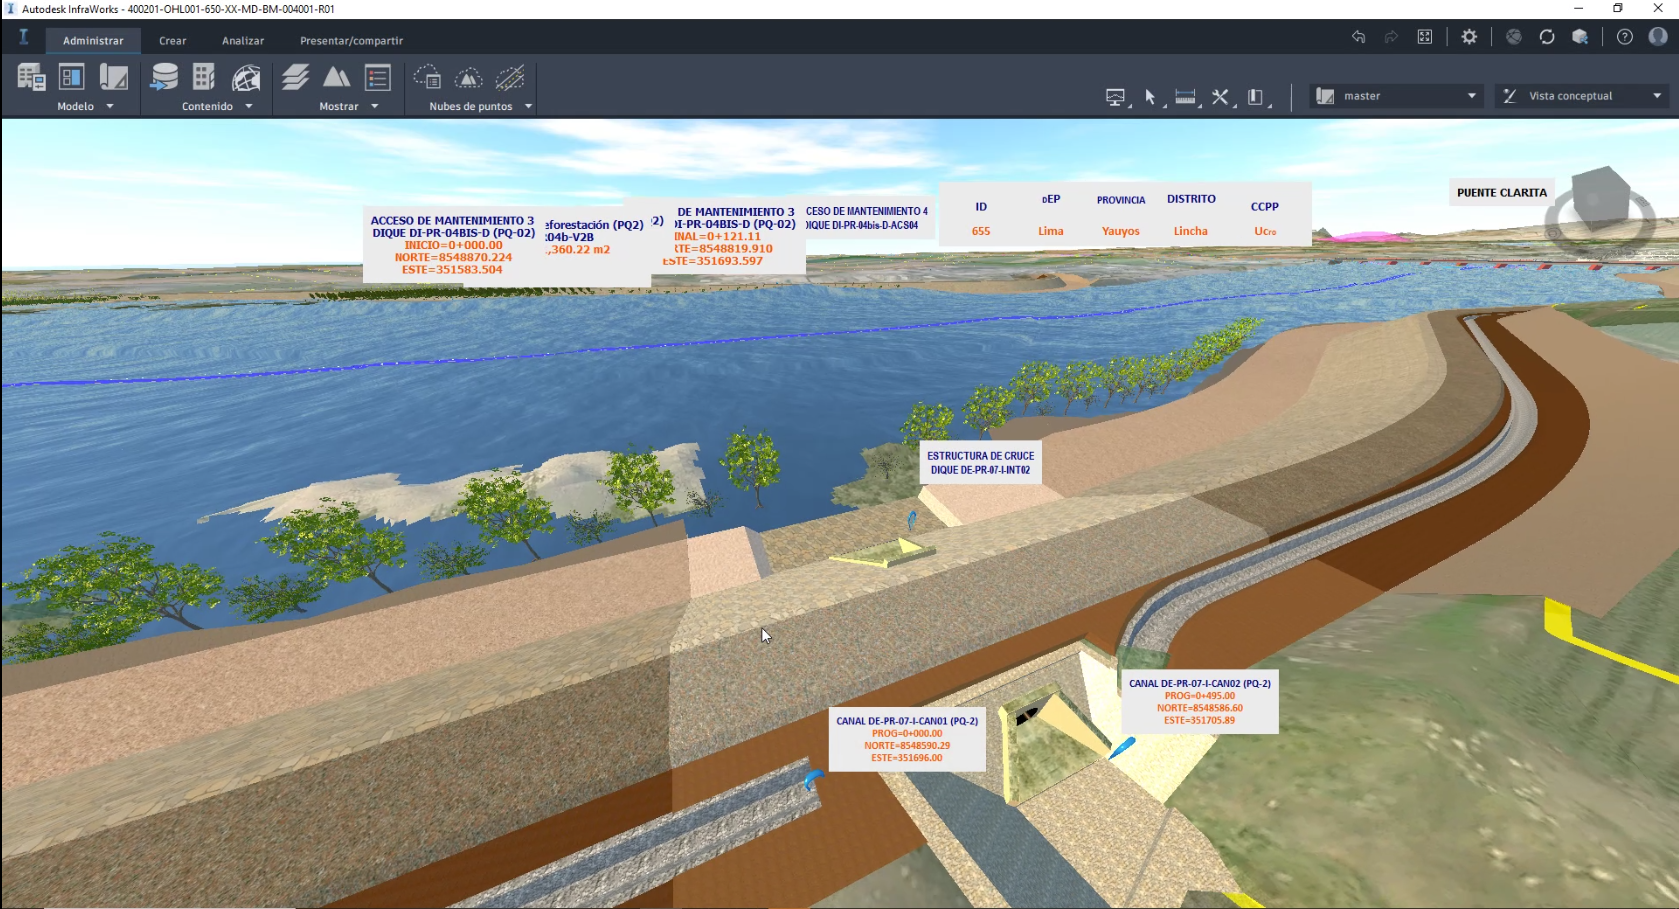 Autodesk InfraWorks - 400201-OHL001-650-XX-MD-BM-004001-R01
Administrar
Crear
Analizar
Presentar/compartir
Modelo
Contenido
Mostrar
Nubes de puntos
master
Vista conceptual
ACCESO DE MANTENIMIENTO 3
DIQUE DI-PR-04BIS-D (PQ-02)
INICIO=0+000.00
NORTE=8548870.224
ESTE=351583.504
eforestación (PQ2)
:04b-V2B
,360.22 m2
2)
DE MANTENIMIENTO 3
DI-PR-04BIS-D (PQ-02)
INAL=0+121.11
RTE=8548819.910
ESTE=351693.597
CESO DE MANTENIMIENTO 4
DIQUE DI-PR-04bis-D-ACS04
ID
DEP
PROVINCIA
DISTRITO
CCPP
655
Lima
Yauyos
Lincha
PUENTE CLARITA
ESTRUCTURA DE CRUCE
DIQUE DE-PR-07-I-INT02
CANAL DE-PR-07-I-CAN02 (PQ-2)
PROG=0+495.00
NORTE=8548586.60
ESTE=351705.89
CANAL DE-PR-07-I-CAN01 (PQ-2)
PROG=0+000.00
NORTE=8548590.29
ESTE=351696.00